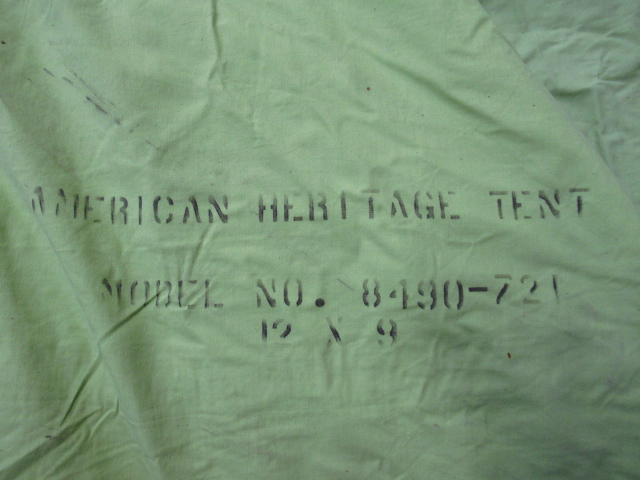 AMERICAN HERITAGE TENT
MODEL NO. 8490-721
12 X 9